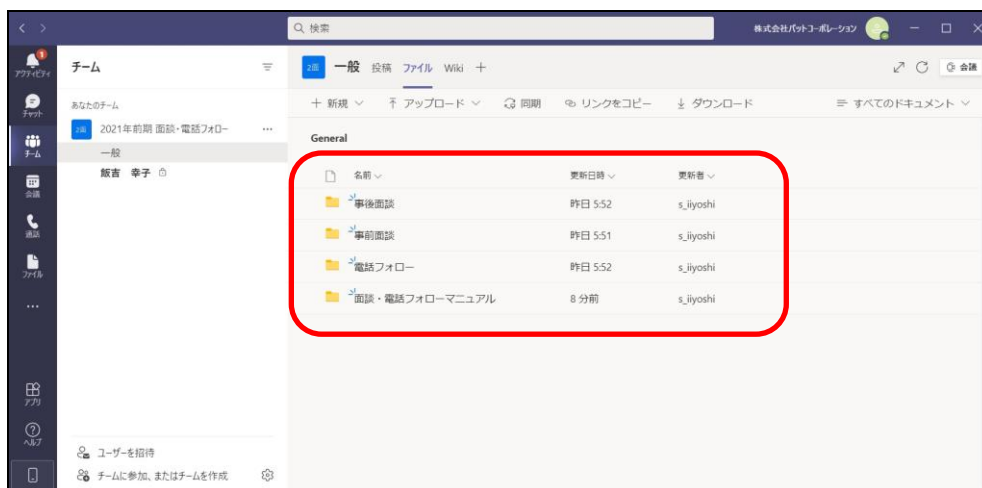 検索
株式会社パットコーポレーション
1
アクティビティ
チャット
チーム
会議
通話
ファイル
...
アプリ
ヘルプ
チーム
あなたのチーム
2面 2021年前期 面談・電話フォロー ...
一般
飯吉 幸子
ユーザーを招待
チームに参加、またはチームを作成
2面 一般 投稿 ファイル Wiki +
会議
+ 新規 アップロード 同期 リンクをコピー ダウンロード すべてのドキュメント
General
名前 更新日時 更新者
事後面談 昨日 5:52 s_iiyoshi
事前面談 昨日 5:51 s_iiyoshi
電話フォロー 昨日 5:52 s_iiyoshi
面談・電話フォローマニュアル 8 分前 s_iiyoshi